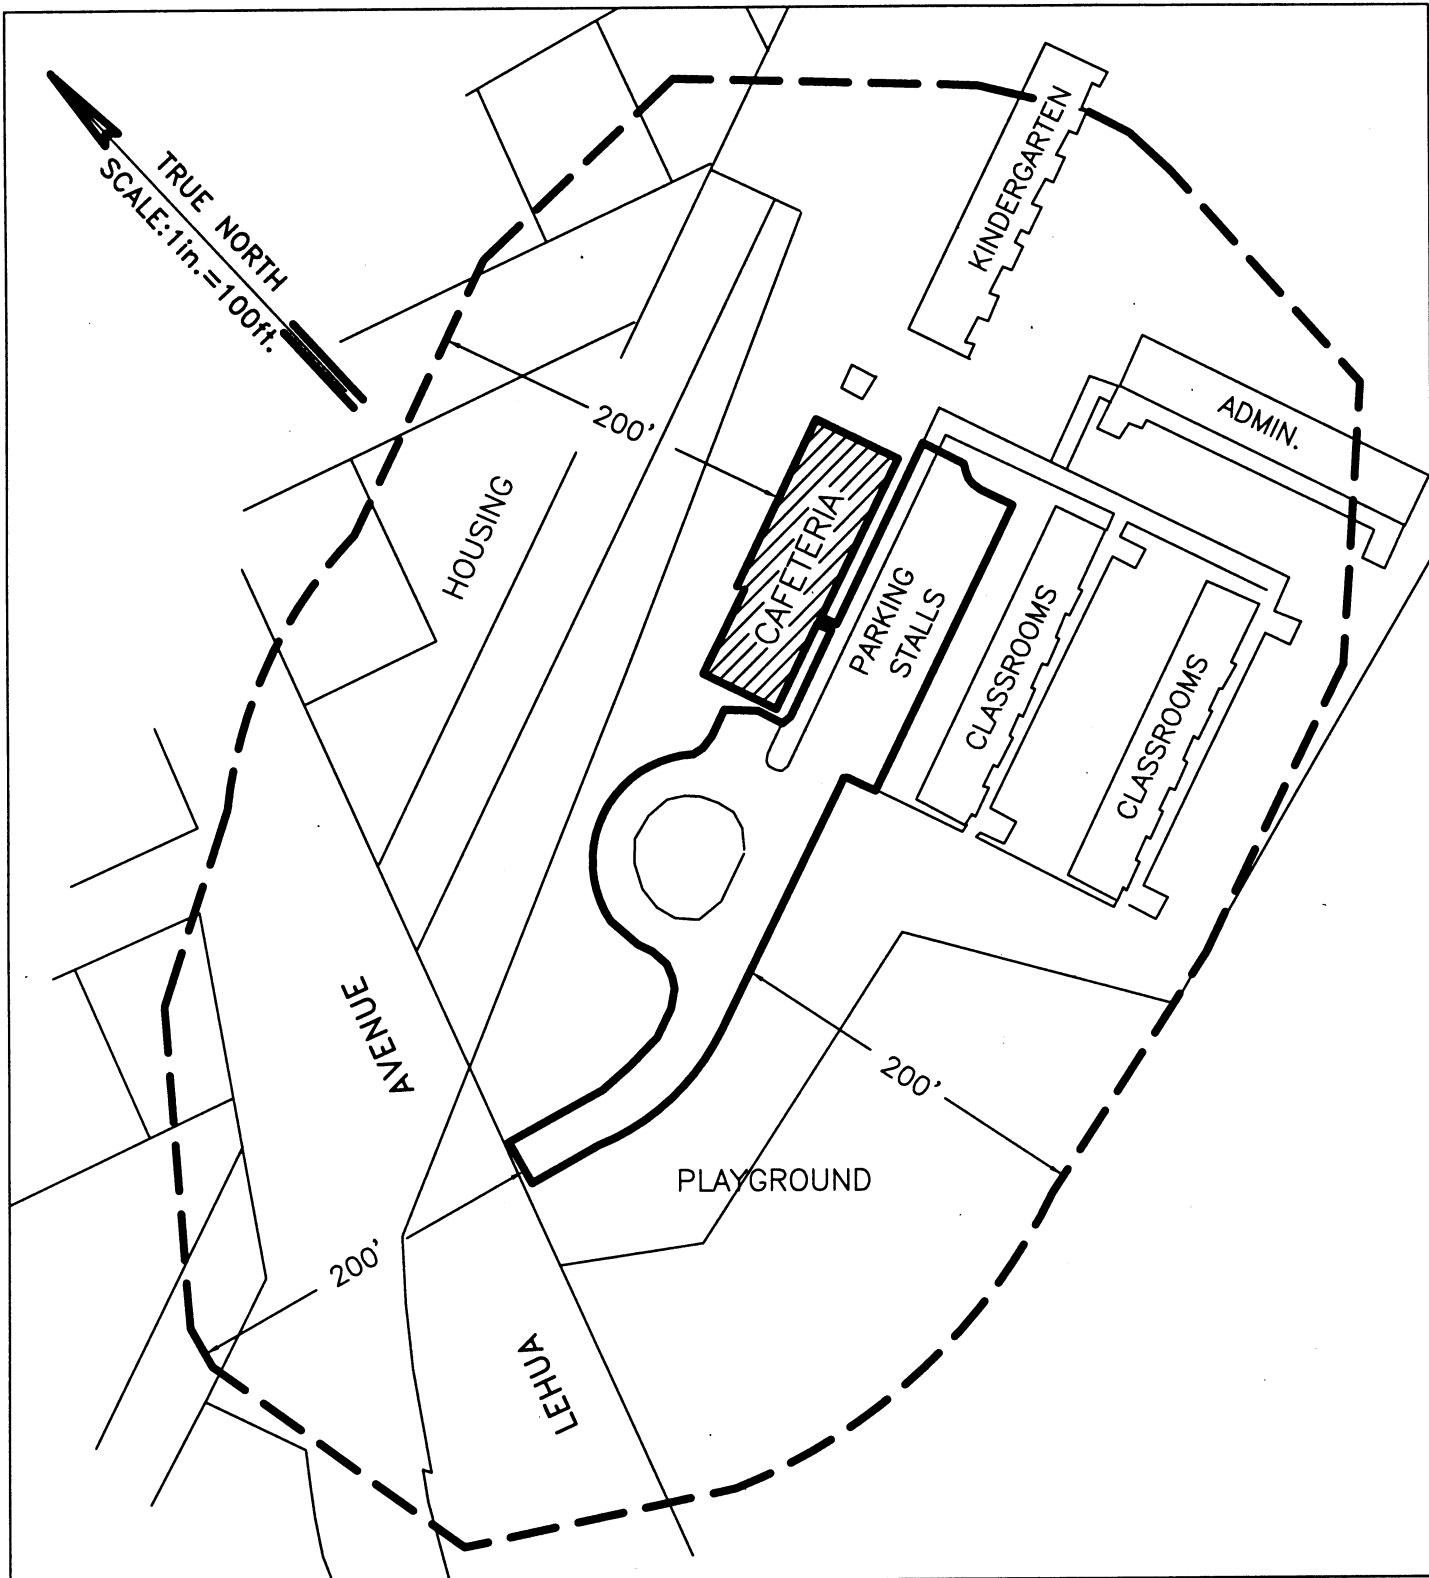 TRUE NORTH
SCALE:1in.=100ft.
KINDERGARTEN
ADMIN.
200'
HOUSING
CAFETERIA
PARKING
STALLS
CLASSROOMS
CLASSROOMS
AVENUE
200'
PLAYGROUND
200'
LEHUA